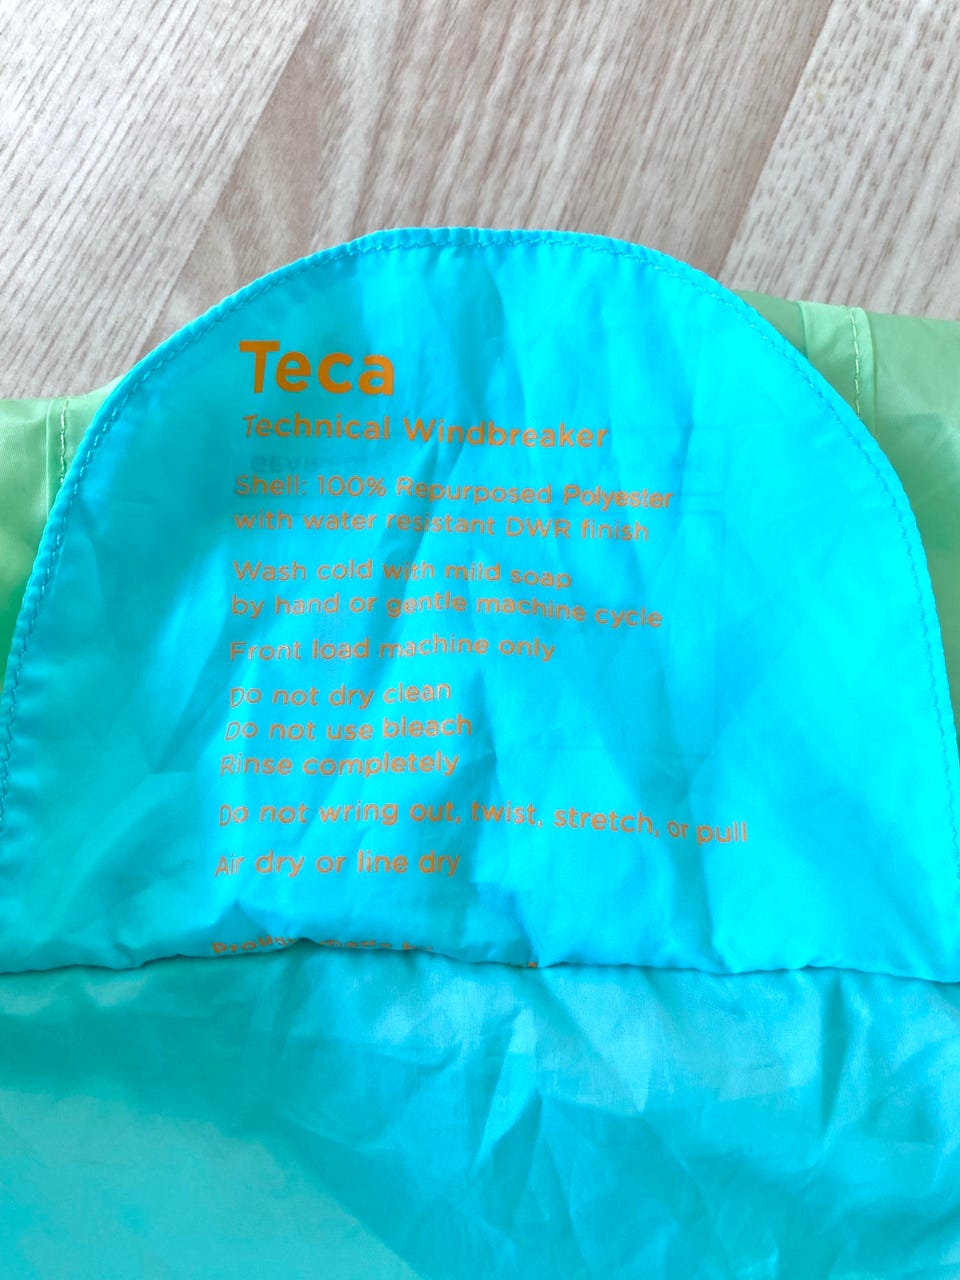 Teca
Technical Windbreaker
Shell: 100% Repurposed Polyester
with water resistant DWR finish
Wash cold with mild soap
by hand or gentle machine cycle
Front load machine only
Do not dry clean
Do not use bleach
Rinse completely
Do not wring out, twist, stretch, or pull
Air dry or line dry